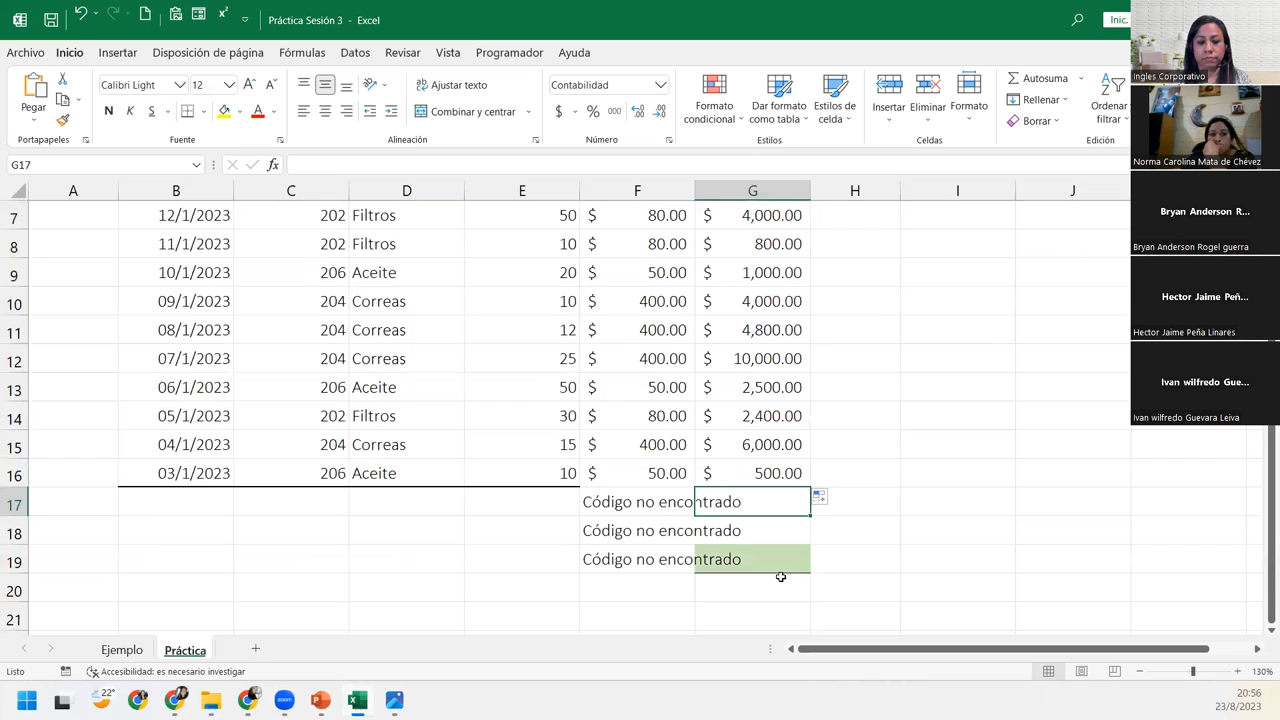 Práctica Sesión 3 - Excel
Inic.
Archi
Inicio
Disposición de página
Fórmulas
Datos
Revisar
Vista
uda
Pegar
Calibri Light
12
N K S
Contabilidad
$ % 000
Combinar y centrar
Formato condicional
Dar formato como tabla
Estilos de celda
Insertar
Eliminar
Formato
Autosuma
Rellenar
Borrar
Ordenar
filtrar
Portapapeles
Fuente
Alineación
Número
Estilos
Celdas
Edición
G17
fx
A B C D E F G H I J
7 12/1/2023 202 Filtros 50 $ 80.00 $ 4,000.00
8 11/1/2023 202 Filtros 10 $ 80.00 $ 800.00
9 10/1/2023 206 Aceite 20 $ 50.00 $ 1,000.00
10 09/1/2023 204 Correas 10 $ 400.00 $ 4,000.00
11 08/1/2023 204 Correas 12 $ 400.00 $ 4,800.00
12 07/1/2023 204 Correas 25 $ 400.00 $ 10,000.00
13 06/1/2023 206 Aceite 50 $ 50.00 $ 2,500.00
14 05/1/2023 202 Filtros 30 $ 80.00 $ 2,400.00
15 04/1/2023 204 Correas 15 $ 400.00 $ 6,000.00
16 03/1/2023 206 Aceite 10 $ 50.00 $ 500.00
17 Código no encontrado
18 Código no encontrado
19 Código no encontrado
20
21
Ejemplo
Práctica
Listo
Accesibilidad: es necesario investigar
130%
22°
zoom
20:56
23/8/2023
Ingles Corporativo
Norma Carolina Mata de Chévez
Bryan Anderson R...
Bryan Anderson Rogel guerra
Hector Jaime Peñ...
Hector Jaime Peña Linares
Ivan wilfredo Gue...
Ivan wilfredo Guevara Leiva